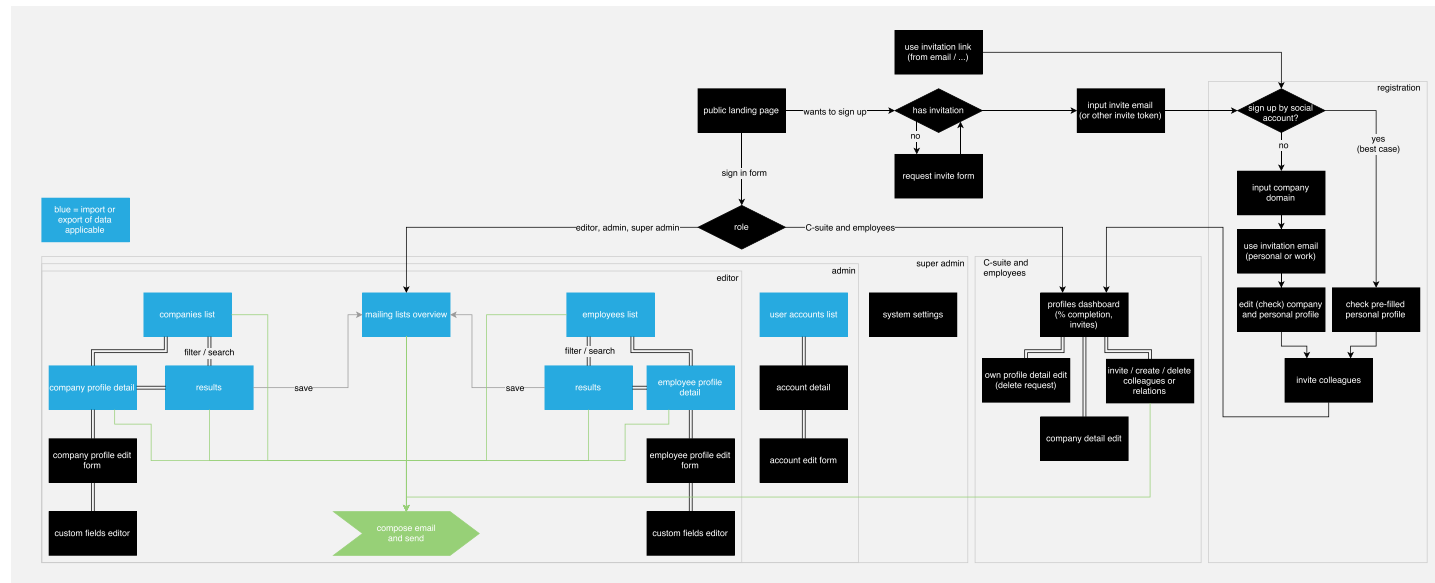 use invitation link
(from email / ...)
registration
public landing page
wants to sign up
has invitation
input invite email
(or other invite token)
sign up by social
account?
no
yes
(best case)
no
request invite form
sign in form
input company
domain
blue = import or
export of data
applicable
editor, admin, super admin
role
C-suite and employees
use invitation email
(personal or work)
super admin
C-suite and
employees
admin
editor
companies list
mailing lists overview
employees list
user accounts list
system settings
profiles dashboard
(% completion,
invites)
edit (check) company
and personal profile
check pre-filled
personal profile
filter / search
filter / search
company profile detail
results
save
save
results
employee profile
detail
account detail
own profile detail edit
(delete request)
invite / create / delete
colleagues or
relations
invite colleagues
company profile edit
form
employee profile edit
form
account edit form
company detail edit
custom fields editor
compose email
and send
custom fields editor